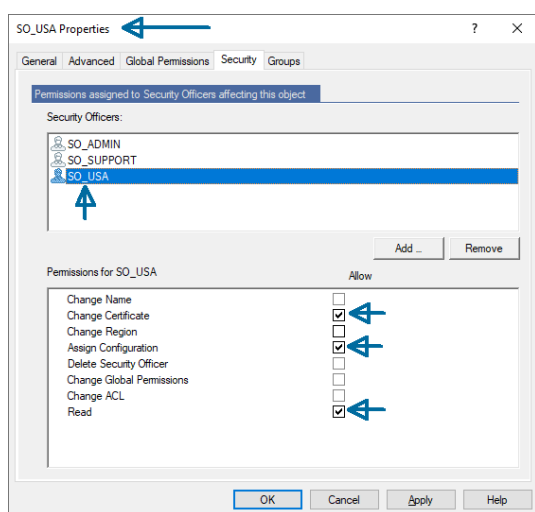 SO_USA Properties
?
General Advanced Global Permissions Security Groups
Permissions assigned to Security Officers affecting this object
Security Officers:
SO_ADMIN
SO_SUPPORT
SO_USA
Add ... Remove
Permissions for SO_USA Allow
Change Name
Change Certificate
Change Region
Assign Configuration
Delete Security Officer
Change Global Permissions
Change ACL
Read
OK Cancel Apply Help